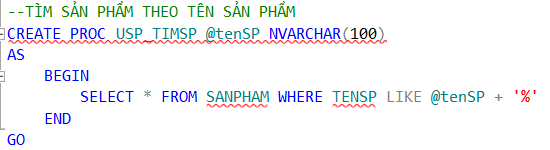 --TÌM SẢN PHẨM THEO TÊN SẢN PHẨM
CREATE PROC USP_TIMSP @tenSP NVARCHAR(100)
AS
BEGIN
SELECT * FROM SANPHAM WHERE TENSP LIKE @tenSP + '%'
END
GO